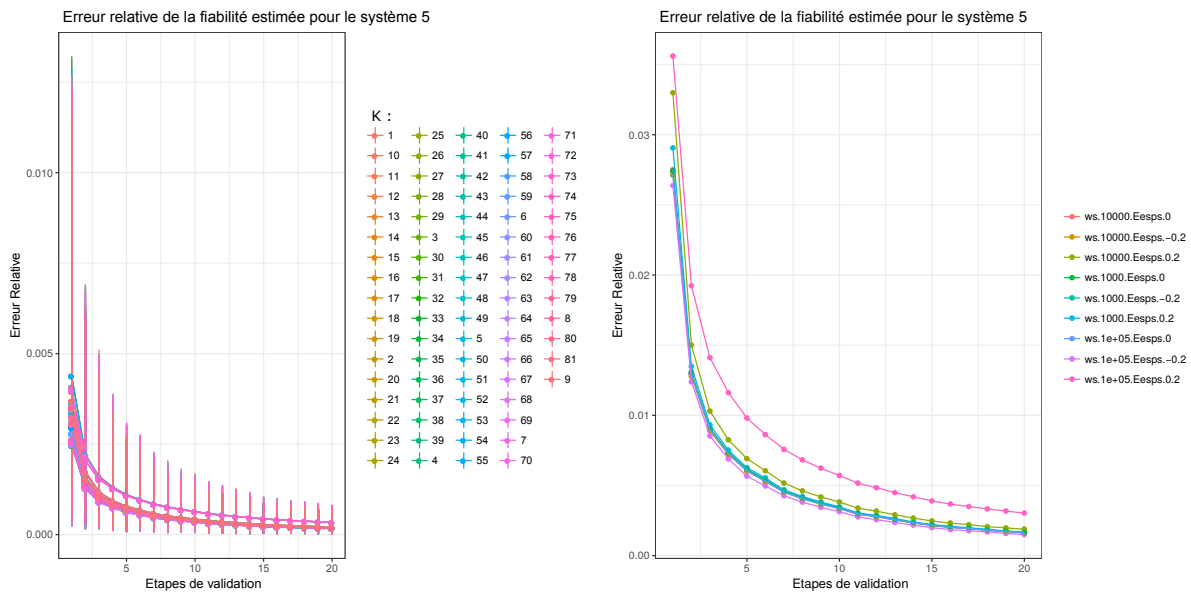 Erreur relative de la fiabilité estimée pour le système 5
Erreur Relative
0.010
0.005
0.000
5
10
15
20
Etapes de validation
K :
1 25 40 56 71
10 26 41 57 72
11 27 42 58 73
12 28 43 59 74
13 29 44 6 75
14 3 45 60 76
15 30 46 61 77
16 31 47 62 78
17 32 48 63 79
18 33 49 64 8
19 34 5 65 80
2 35 50 66 81
20 36 51 67 9
21 37 52 68
22 38 53 69
23 39 54 7
24 4 55 70
Erreur relative de la fiabilité estimée pour le système 5
Erreur Relative
0.03
0.02
0.01
0.00
5
10
15
20
Etapes de validation
ws.10000.Eesps.0
ws.10000.Eesps.−0.2
ws.10000.Eesps.0.2
ws.1000.Eesps.0
ws.1000.Eesps.−0.2
ws.1000.Eesps.0.2
ws.1e+05.Eesps.0
ws.1e+05.Eesps.−0.2
ws.1e+05.Eesps.0.2